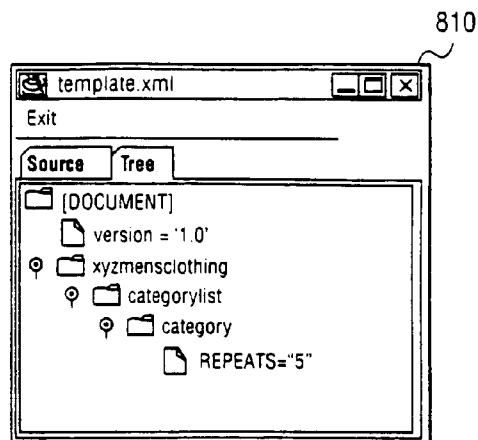 810
template.xml
Exit
Source Tree
[DOCUMENT]
version = '1.0'
xyzmensclothing
categorylist
category
REPEATS="5"